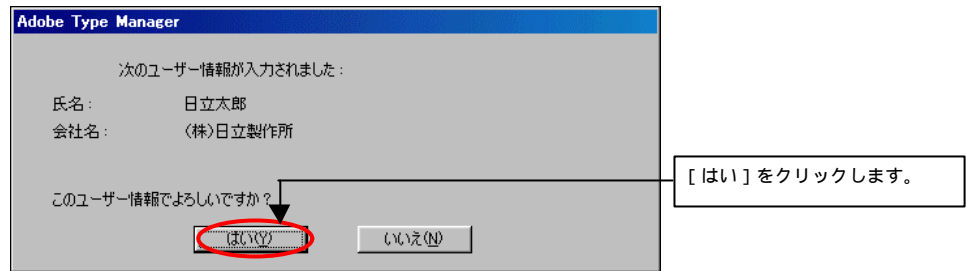 Adobe Type Manager
次のユーザー情報が入力されました：
氏名： 日立太郎
会社名： (株)日立製作所
[はい]をクリックします。
このユーザー情報でよろしいですか？
はい(Y) いいえ(N)